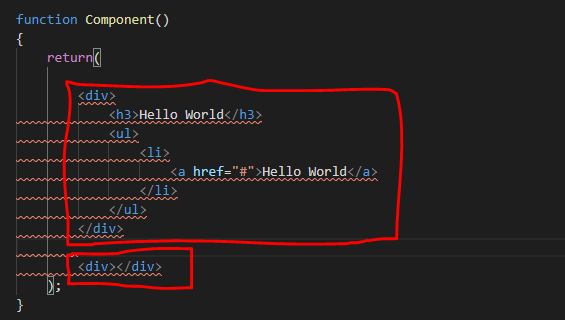 function Component()
{
return(
<div>
<h3>Hello World</h3>
<ul>
<li>
<a href="#">Hello World</a>
</li>
</ul>
</div>
<div></div>
);
}